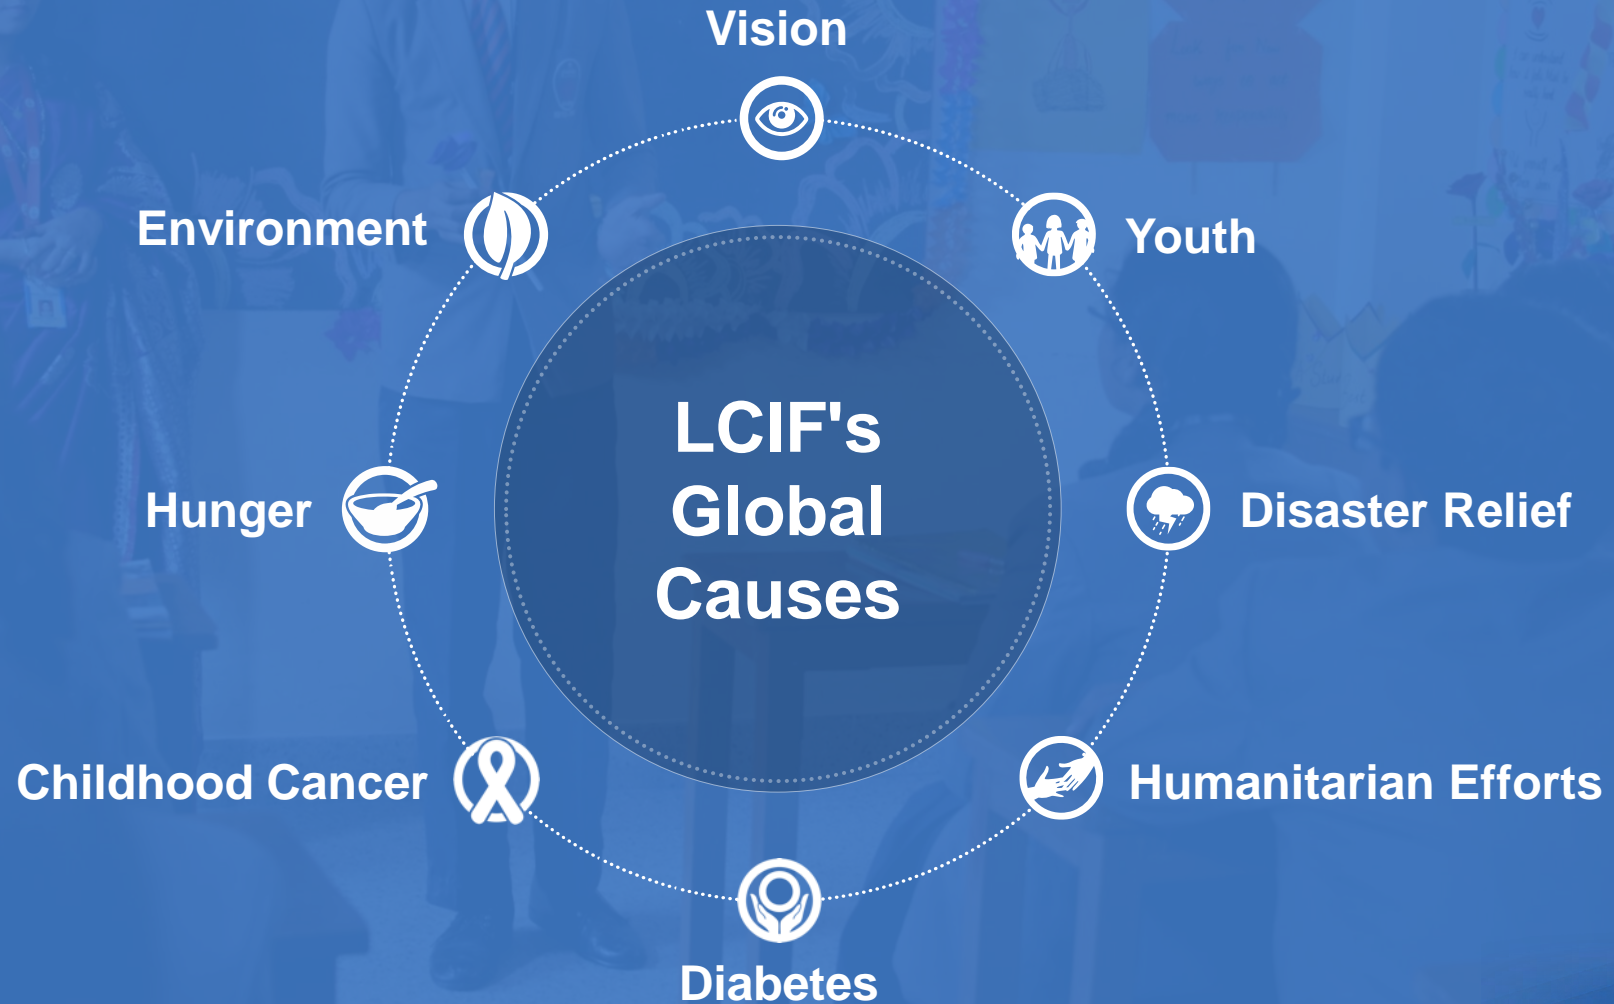 Vision
Environment
Youth
LCIF's
Global
Causes
Hunger
Disaster Relief
Childhood Cancer
Humanitarian Efforts
Diabetes